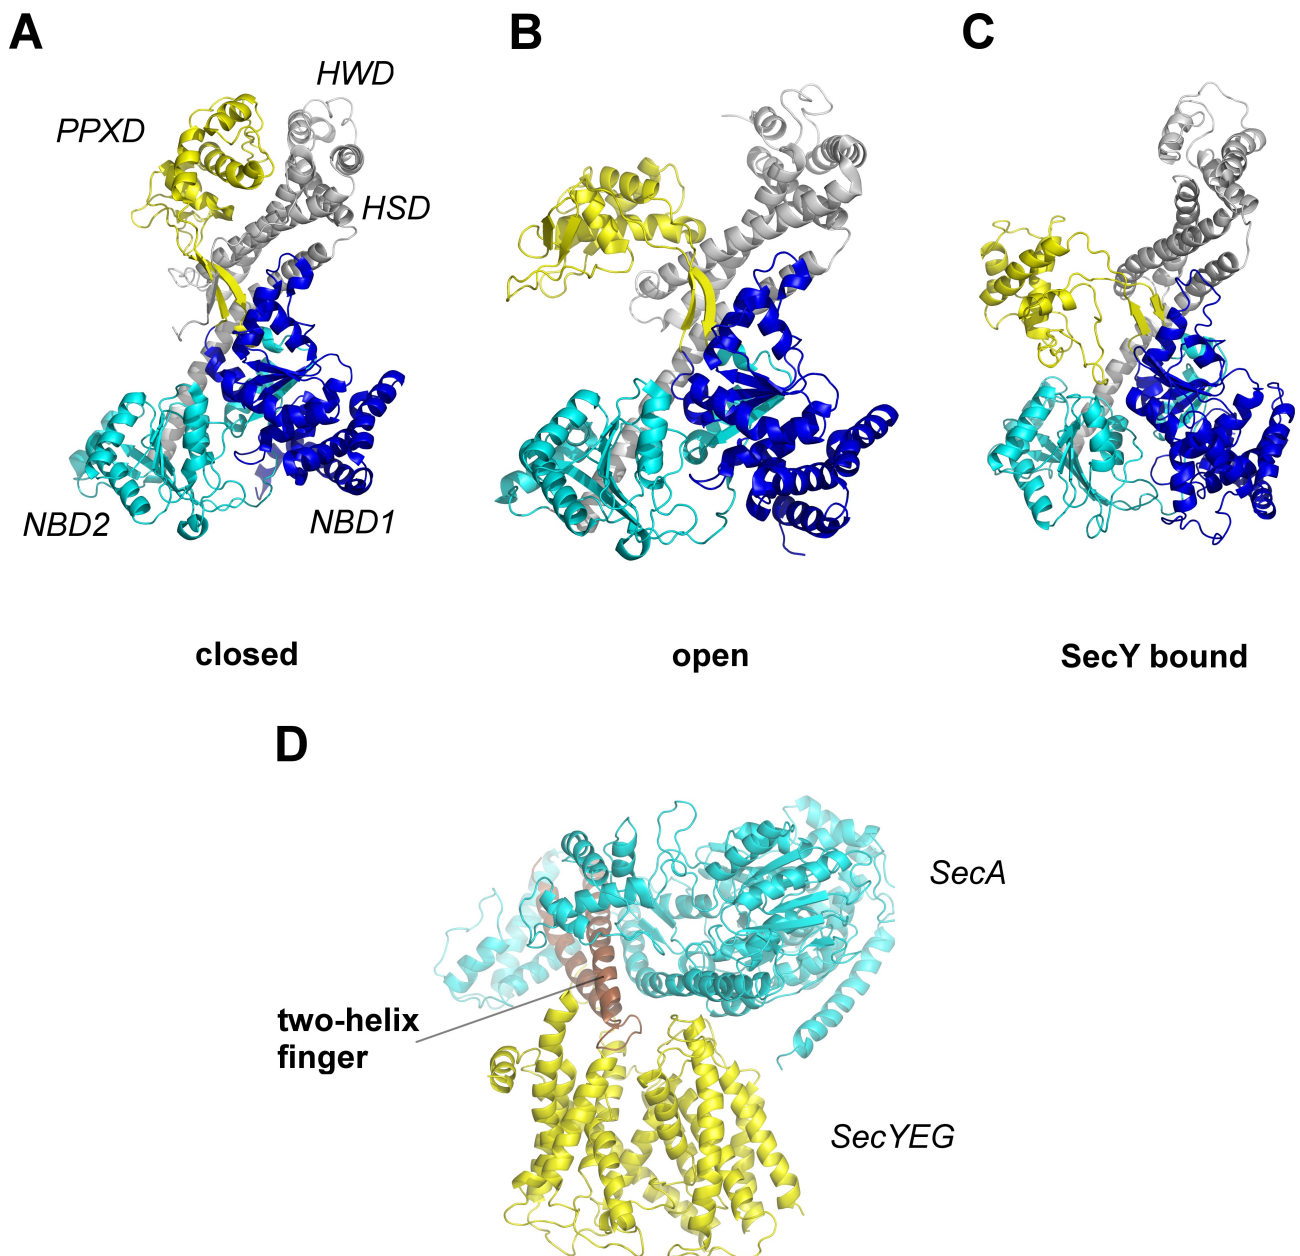 A
B
C
HWD
PPXD
HSD
NBD2
NBD1
closed
open
SecY bound
D
SecA
two-helix
finger
SecYEG